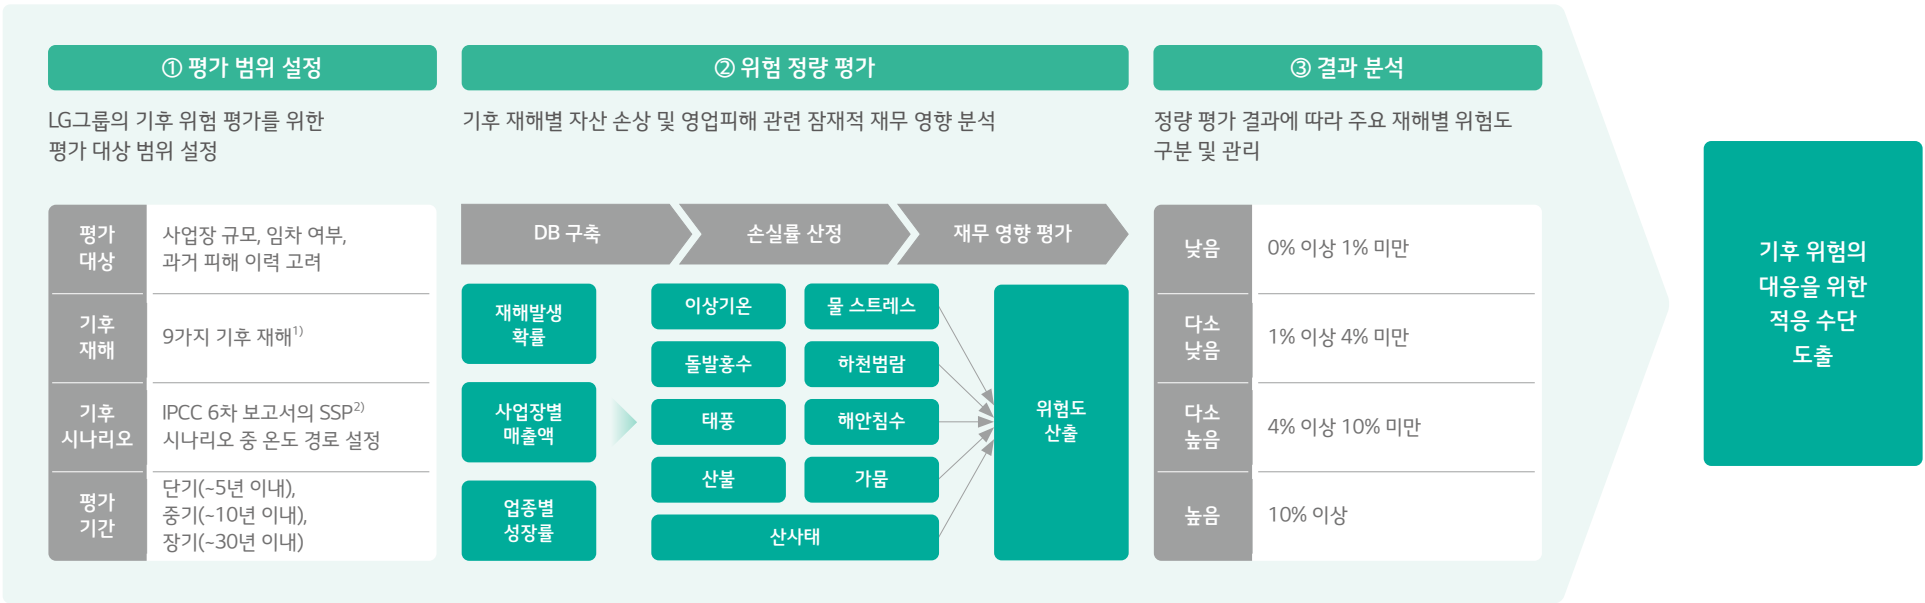 ① 평가 범위 설정
LG그룹의 기후 위험 평가를 위한
평가 대상 범위 설정
평가
대상
사업장 규모, 임차 여부,
과거 피해 이력 고려
기후
재해
9가지 기후 재해1)
기후
시나리오
IPCC 6차 보고서의 SSP2)
시나리오 중 온도 경로 설정
평가
기간
단기(~5년 이내),
중기(~10년 이내),
장기(~30년 이내)
② 위험 정량 평가
기후 재해별 자산 손상 및 영업피해 관련 잠재적 재무 영향 분석
DB 구축
손실률 산정
재무 영향 평가
재해발생
확률
사업장별
매출액
업종별
성장률
이상기온
물 스트레스
돌발홍수
하천범람
태풍
해안침수
산불
가뭄
산사태
위험도
산출
③ 결과 분석
정량 평가 결과에 따라 주요 재해별 위험도
구분 및 관리
낮음
0% 이상 1% 미만
다소
낮음
1% 이상 4% 미만
다소
높음
4% 이상 10% 미만
높음
10% 이상
기후 위험의
대응을 위한
적응 수단
도출